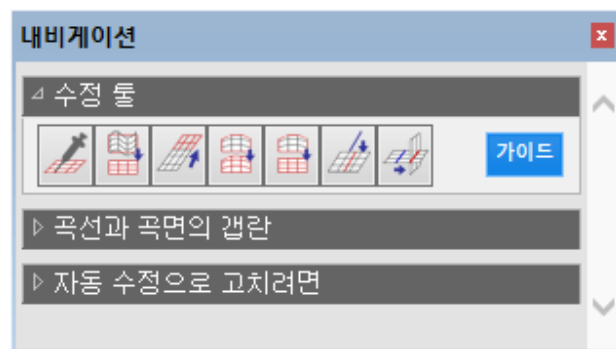 내비게이션
수정 툴
가이드
곡선과 곡면의 갭란
자동 수정으로 고치려면